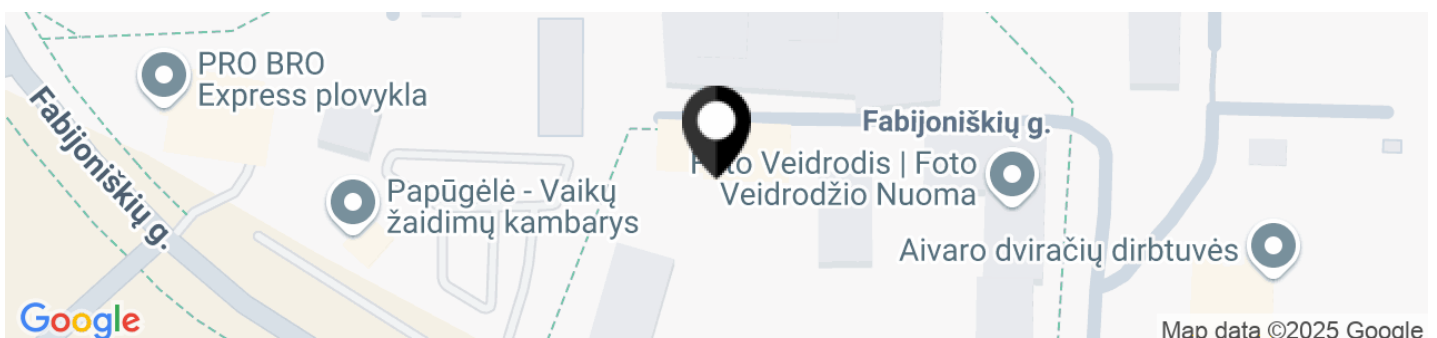 PRO BRO
Express plovykla
Fabijoniškių g.
Fabijoniškių g.
Foto Veidrodis | Foto
Veidrodžio Nuoma
Papūgėlė - Vaikų
žaidimų kambarys
Aivaro dviračių dirbtuvės
Google
Map data ©2025 Google